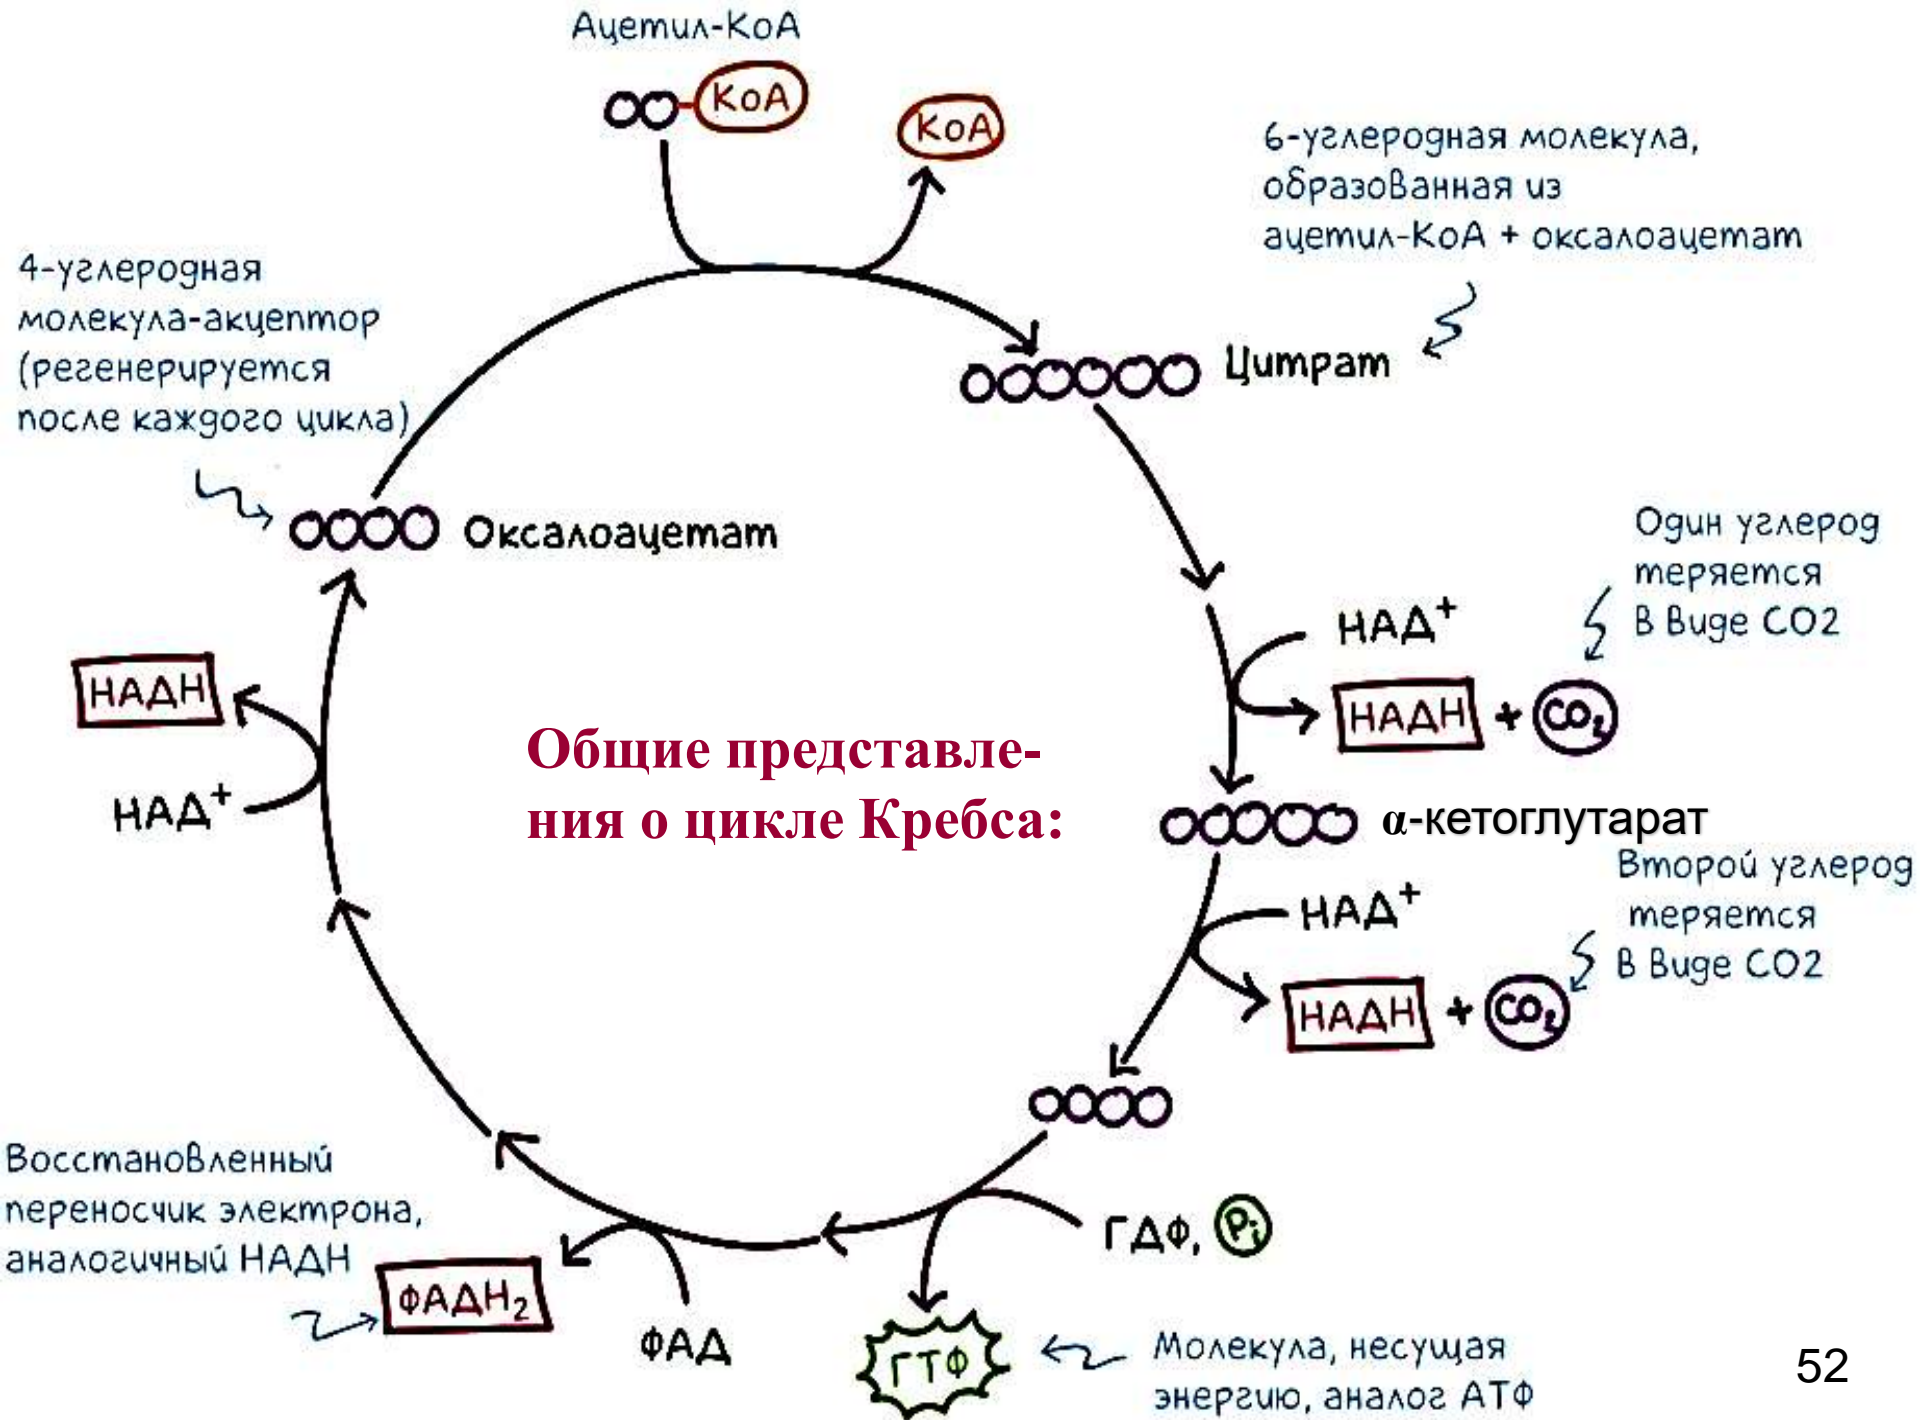 Ацетил-КоА
КоА
КоА
6-углеродная молекула,
образованная из
ацетил-КоА + оксалоацетат
4-углеродная
молекула-акцептор
(регенерируется
после каждого цикла)
Цитрат
Оксалоацетат
Один углерод
теряется
в виде СО2
НАД⁺
НАДН + СО₂
НАДН
НАД⁺
Общие представле-
ния о цикле Кребса:
α-кетоглутарат
Второй углерод
теряется
в виде СО2
НАД⁺
НАДН + СО₂
Восстановленный
переносчик электрона,
аналогичный НАДН
ФАДН₂
ФАД
ГДФ, Pᵢ
ГТФ
Молекула, несущая
энергию, аналог АТФ
52